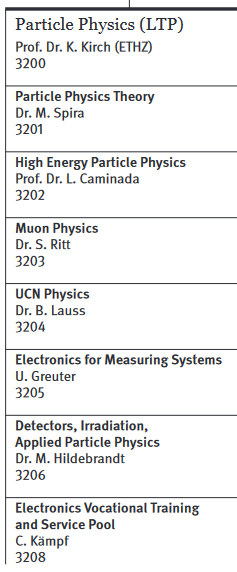 Particle Physics (LTP)
Prof. Dr. K. Kirch (ETHZ)
3200
Particle Physics Theory
Dr. M. Spira
3201
High Energy Particle Physics
Prof. Dr. L. Caminada
3202
Muon Physics
Dr. S. Ritt
3203
UCN Physics
Dr. B. Lauss
3204
Electronics for Measuring Systems
U. Greuter
3205
Detectors, Irradiation,
Applied Particle Physics
Dr. M. Hildebrandt
3206
Electronics Vocational Training
and Service Pool
C. Kämpf
3208